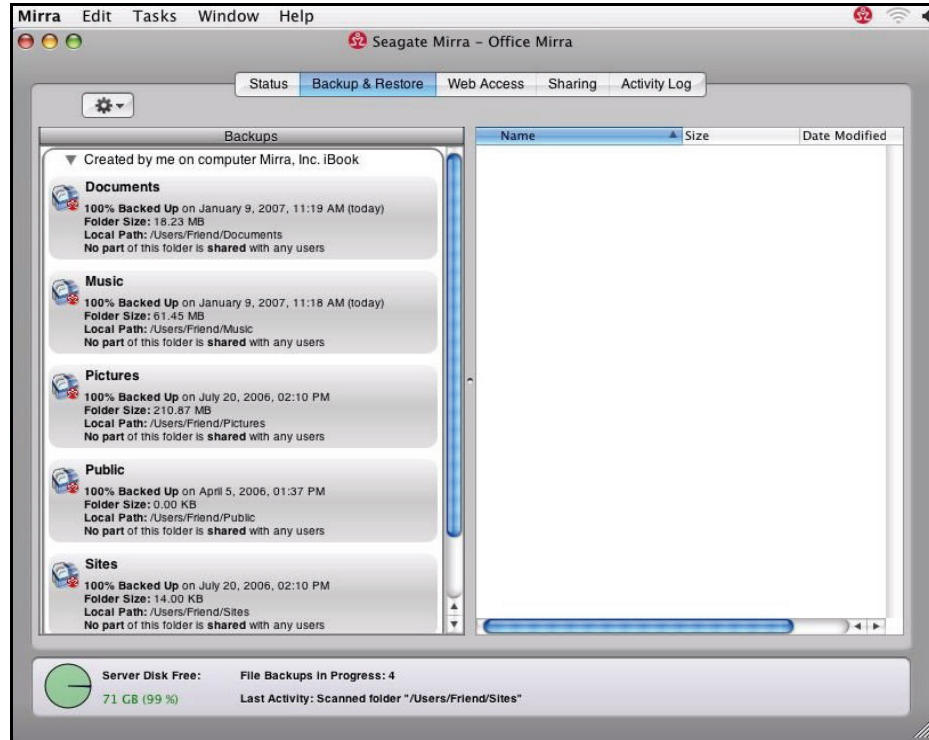 Mirra Edit Tasks Window Help
Seagate Mirra – Office Mirra
Status Backup & Restore Web Access Sharing Activity Log
Backups
Name Size Date Modified
Created by me on computer Mirra, Inc. iBook
Documents
100% Backed Up on January 9, 2007, 11:19 AM (today)
Folder Size: 18.23 MB
Local Path: /Users/Friend/Documents
No part of this folder is shared with any users
Music
100% Backed Up on January 9, 2007, 11:18 AM (today)
Folder Size: 61.45 MB
Local Path: /Users/Friend/Music
No part of this folder is shared with any users
Pictures
100% Backed Up on July 20, 2006, 02:10 PM
Folder Size: 210.87 MB
Local Path: /Users/Friend/Pictures
No part of this folder is shared with any users
Public
100% Backed Up on April 5, 2006, 01:37 PM
Folder Size: 0.00 KB
Local Path: /Users/Friend/Public
No part of this folder is shared with any users
Sites
100% Backed Up on July 20, 2006, 02:10 PM
Folder Size: 14.00 KB
Local Path: /Users/Friend/Sites
No part of this folder is shared with any users
Server Disk Free: File Backups in Progress: 4
71 GB (99 %) Last Activity: Scanned folder "/Users/Friend/Sites"